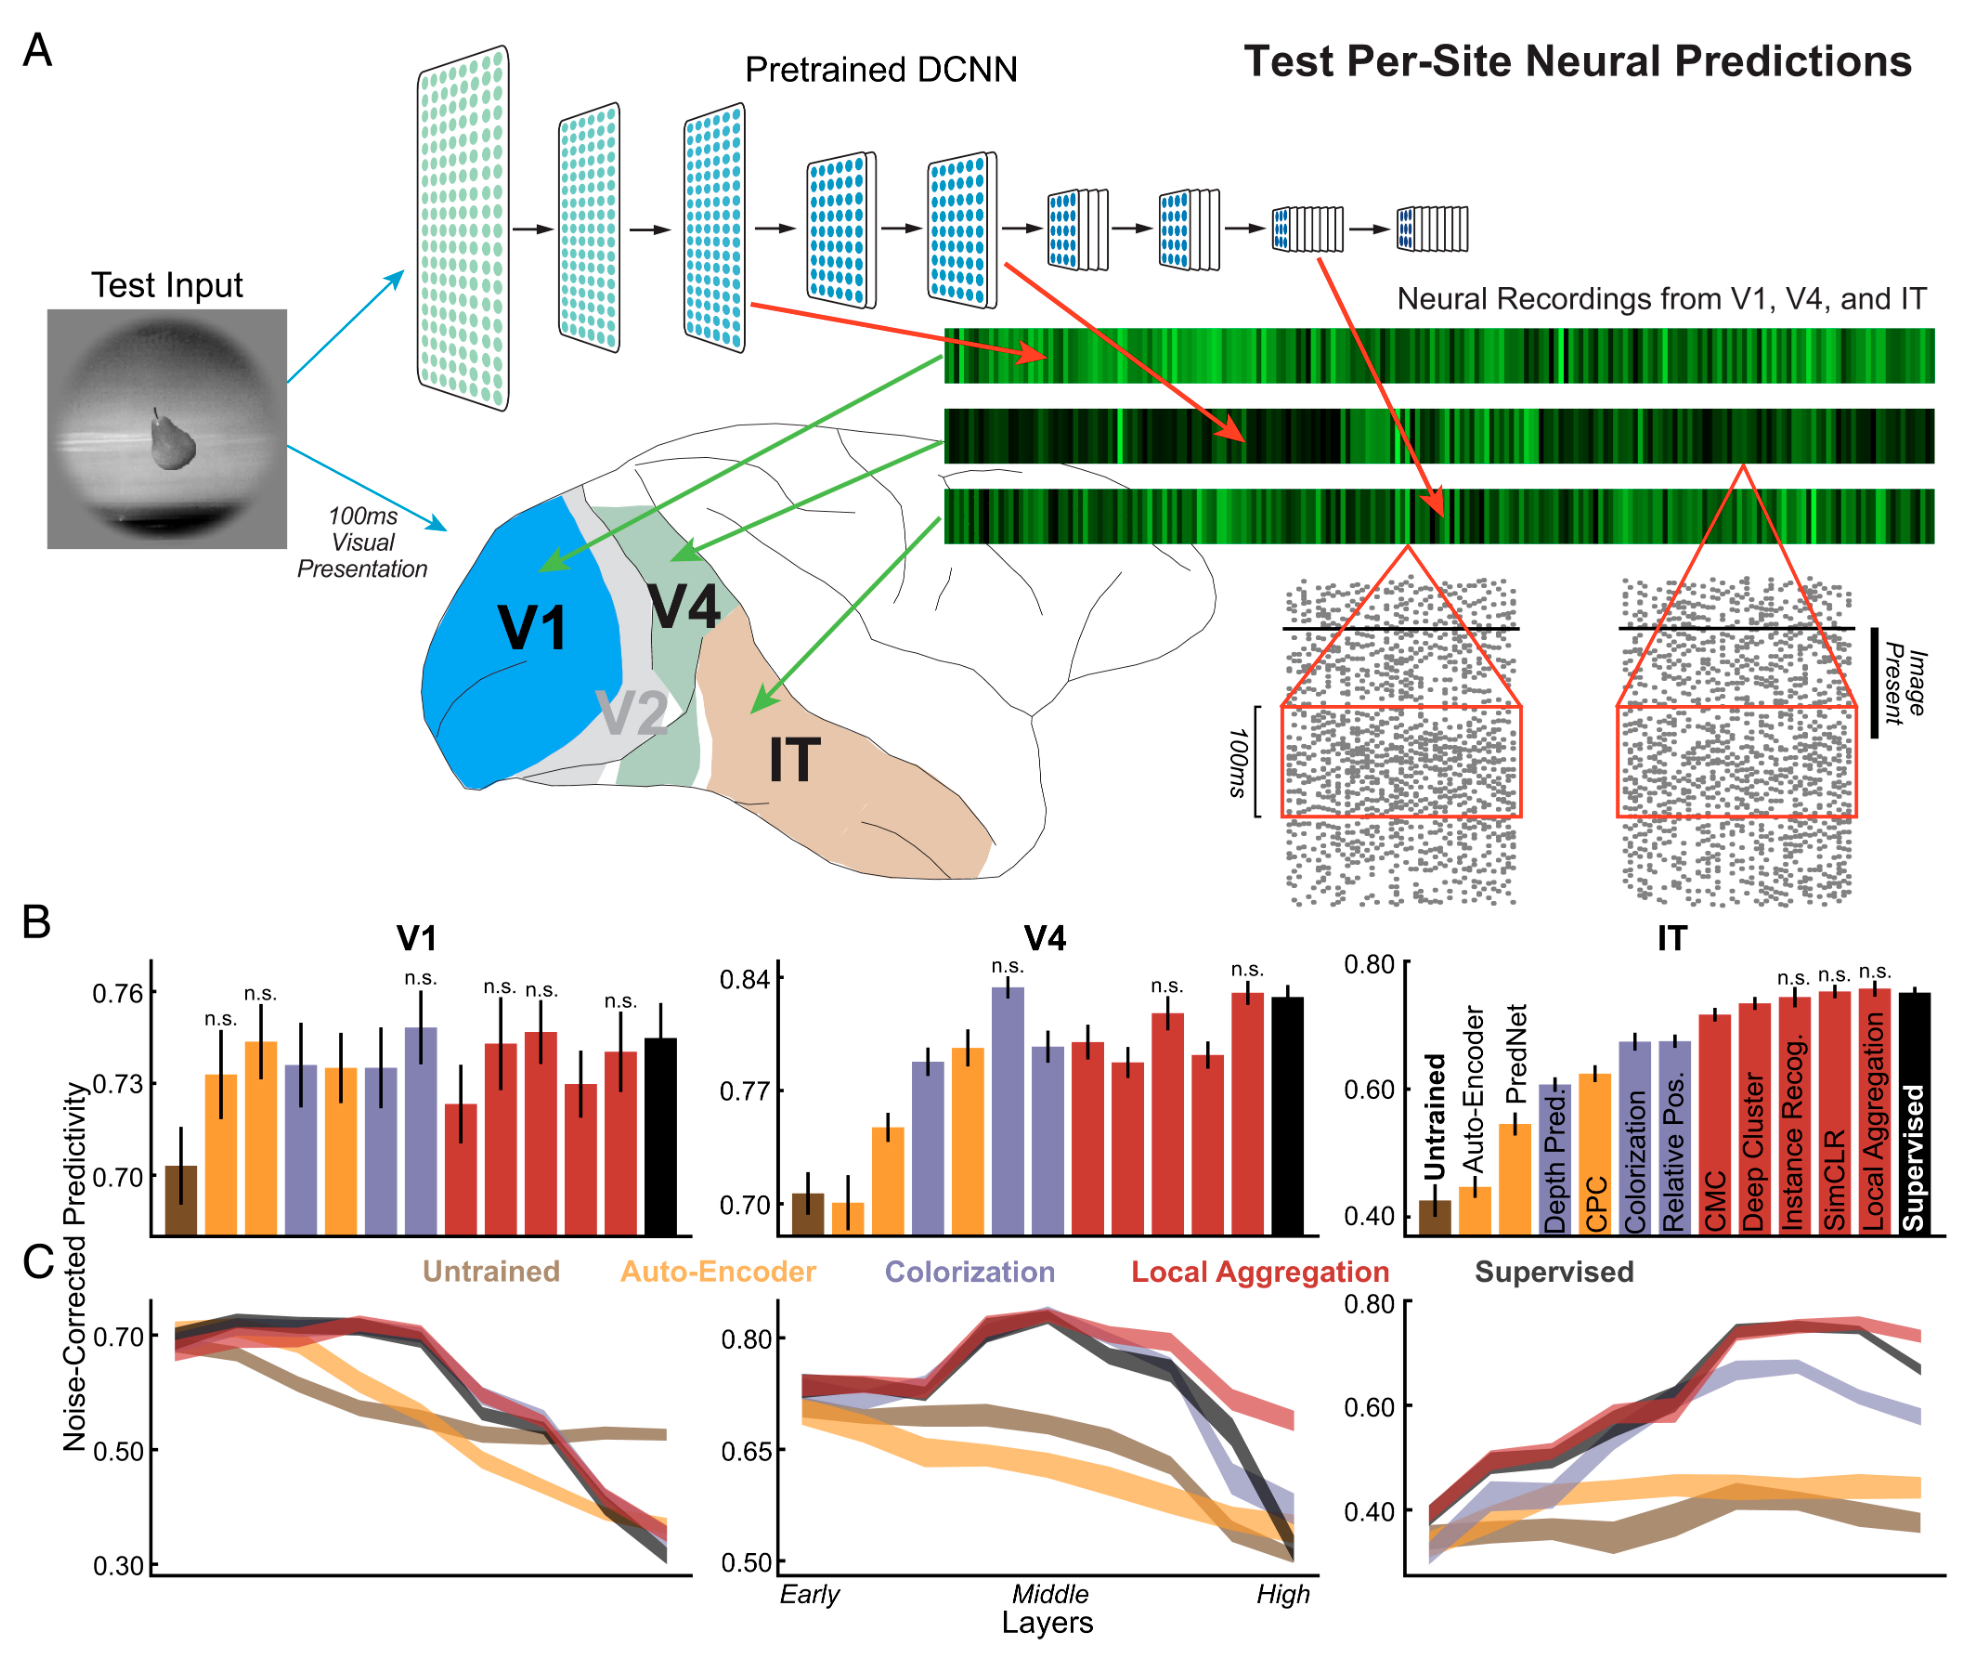 A
Pretrained DCNN
Test Per-Site Neural Predictions
Test Input
Neural Recordings from V1, V4, and IT
100ms
Visual
Presentation
V1
V4
V2
IT
100ms
Image
Present
B
Noise-Corrected Predictivity
V1
0.76
0.73
0.70
n.s.
n.s.
n.s.
n.s.
n.s.
n.s.
V4
0.84
0.77
0.70
n.s.
n.s.
n.s.
IT
0.80
0.60
0.40
n.s.
n.s.
n.s.
Untrained
Auto-Encoder
PredNet
Depth Pred.
CPC
Colorization
Relative Pos.
CMC
Deep Cluster
Instance Recog.
SimCLR
Local Aggregation
Supervised
C
Untrained Auto-Encoder Colorization Local Aggregation Supervised
0.70
0.50
0.30
0.80
0.65
0.50
0.80
0.60
0.40
Early Middle High
Layers